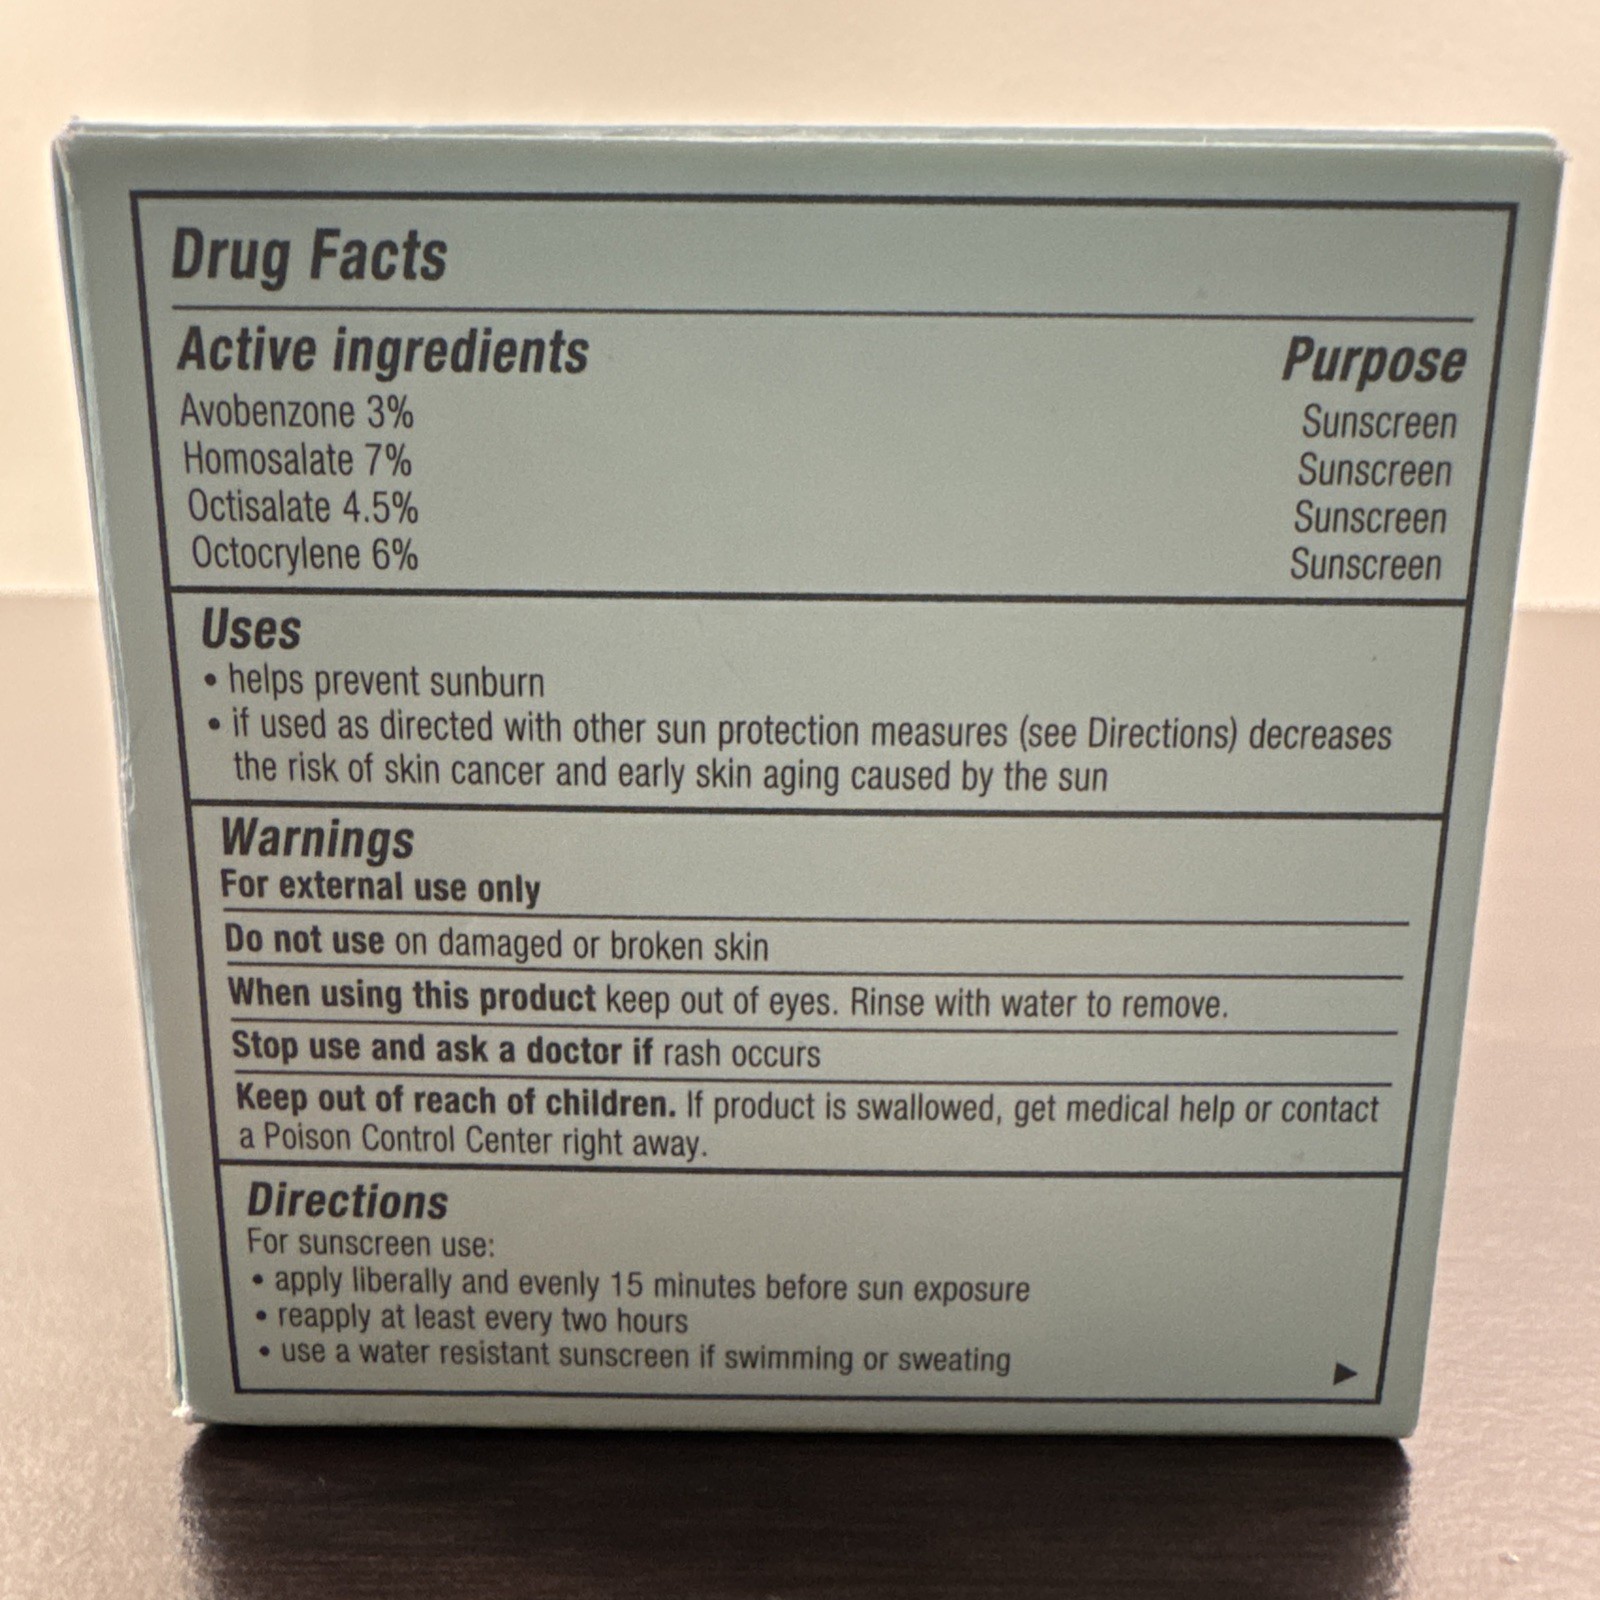 Drug Facts
Active ingredients Purpose
Avobenzone 3% Sunscreen
Homosalate 7% Sunscreen
Octisalate 4.5% Sunscreen
Octocrylene 6% Sunscreen
Uses
• helps prevent sunburn
• if used as directed with other sun protection measures (see Directions) decreases
the risk of skin cancer and early skin aging caused by the sun
Warnings
For external use only
Do not use on damaged or broken skin
When using this product keep out of eyes. Rinse with water to remove.
Stop use and ask a doctor if rash occurs
Keep out of reach of children. If product is swallowed, get medical help or contact
a Poison Control Center right away.
Directions
For sunscreen use:
• apply liberally and evenly 15 minutes before sun exposure
• reapply at least every two hours
• use a water resistant sunscreen if swimming or sweating